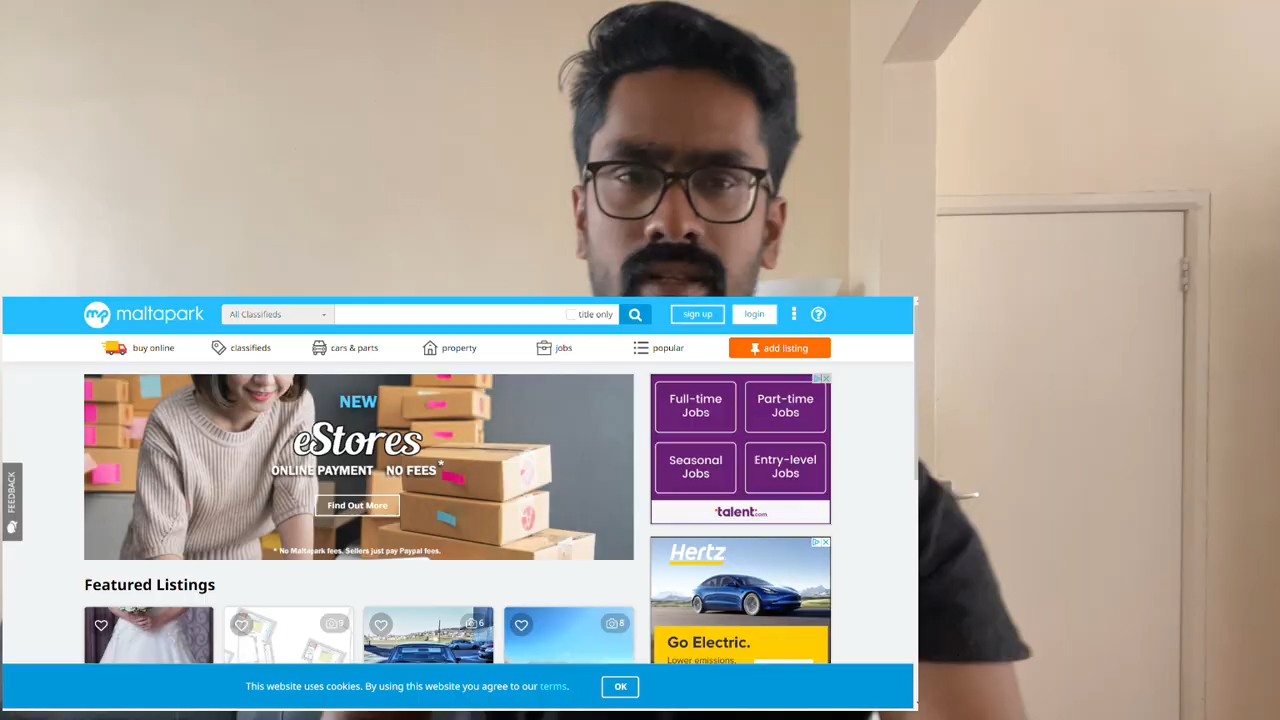 mp maltapark
All Classifieds
title only
sign up
login
?
buy online
classifieds
cars & parts
property
jobs
popular
add listing
NEW
eStores
ONLINE PAYMENT NO FEES*
Find Out More
* No Maltapark fees. Sellers just pay Paypal fees.
Full-time
Jobs
Part-time
Jobs
Seasonal
Jobs
Entry-level
Jobs
talent.com
FEEDBACK
Hertz
Go Electric.
Lower emissions.
Featured Listings
9
6
8
This website uses cookies. By using this website you agree to our terms.
OK